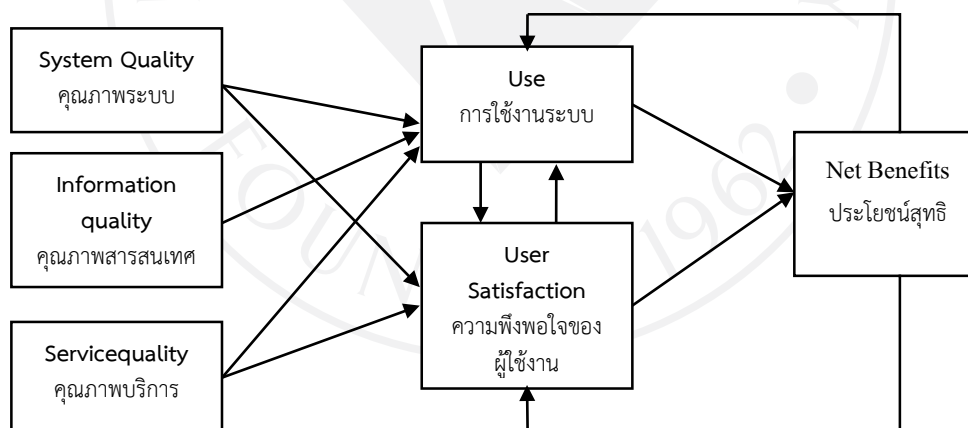 System Quality
คุณภาพระบบ
Information
quality
คุณภาพสารสนเทศ
Servicequality
คุณภาพบริการ
Use
การใช้งานระบบ
User
Satisfaction
ความพึงพอใจของ
ผู้ใช้งาน
Net Benefits
ประโยชน์สุทธิ
1962